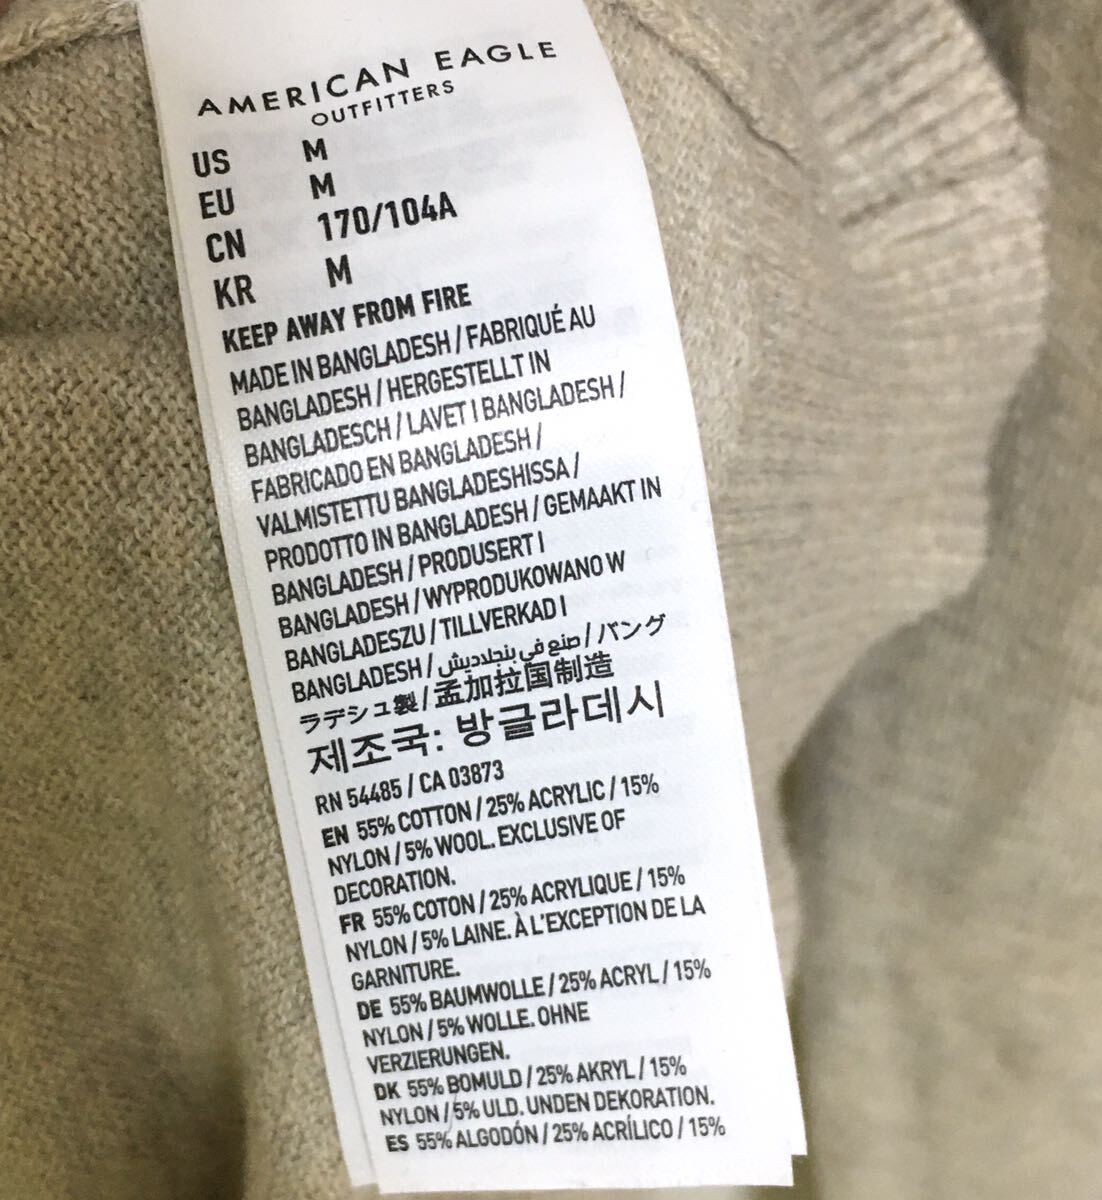 AMERICAN EAGLE
OUTFITTERS
US M
EU M
CN 170/104A
KR M
KEEP AWAY FROM FIRE
MADE IN BANGLADESH / FABRIQUÉ AU
BANGLADESH / HERGESTELLT IN
BANGLADESCH / LAVET I BANGLADESH /
FABRICADO EN BANGLADESH /
VALMISTETTU BANGLADESHISSA /
PRODOTTO IN BANGLADESH / GEMAAKT IN
BANGLADESH / PRODUSERT I
BANGLADESH / WYPRODUKOWANO W
BANGLADESZU / TILLVERKAD I
BANGLADESH / صنع في بنجلاديش / バング
ラデシュ製 / 孟加拉国制造
제조국: 방글라데시
RN 54485 / CA 03873
EN 55% COTTON / 25% ACRYLIC / 15%
NYLON / 5% WOOL. EXCLUSIVE OF
DECORATION.
FR 55% COTON / 25% ACRYLIQUE / 15%
NYLON / 5% LAINE. À L'EXCEPTION DE LA
GARNITURE.
DE 55% BAUMWOLLE / 25% ACRYL / 15%
NYLON / 5% WOLLE. OHNE
VERZIERUNGEN.
DK 55% BOMULD / 25% AKRYL / 15%
NYLON / 5% ULD. UNDEN DEKORATION.
ES 55% ALGODÓN / 25% ACRÍLICO / 15%